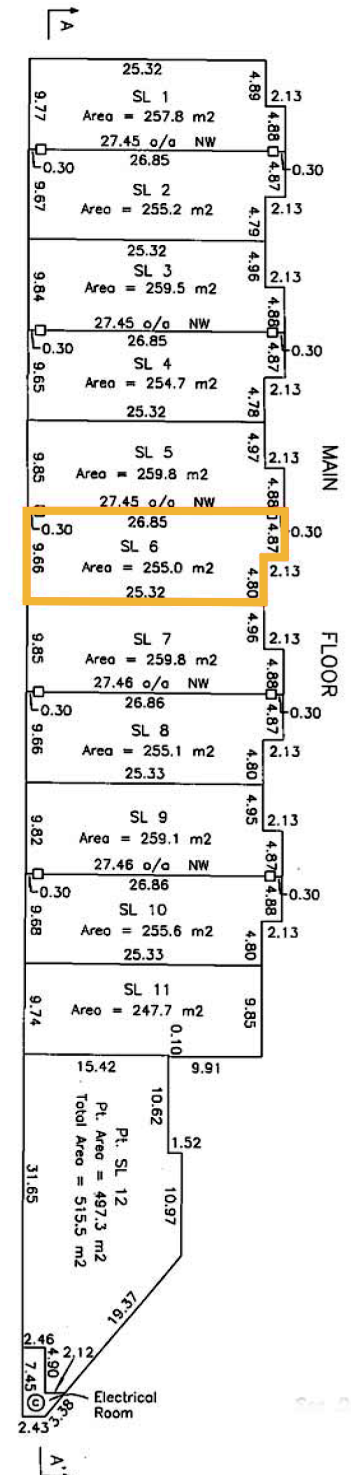 A
25.32
4.89
2.13
SL 1
9.77
Area = 257.8 m2
4.88
27.45 o/a NW
0.30
26.85
4.87
0.30
SL 2
9.67
Area = 255.2 m2
2.13
4.79
25.32
4.96
SL 3
2.13
Area = 259.5 m2
9.84
4.88
27.45 o/a NW
0.30
26.85
4.87
0.30
SL 4
9.65
Area = 254.7 m2
2.13
4.78
25.32
4.97
SL 5
2.13
9.85
Area = 259.8 m2
4.88
27.45 o/a NW
0.30
26.85
4.87
0.30
SL 6
9.66
Area = 255.0 m2
2.13
4.80
25.32
4.96
MAIN FLOOR
SL 7
2.13
9.85
Area = 259.8 m2
4.88
27.46 o/a NW
0.30
26.86
4.87
0.30
SL 8
9.66
Area = 255.1 m2
2.13
4.80
25.33
4.95
SL 9
2.13
9.82
Area = 259.1 m2
4.87
27.46 o/a NW
0.30
26.86
4.88
0.30
SL 10
9.68
Area = 255.6 m2
2.13
4.80
25.33
SL 11
9.74
Area = 247.7 m2
9.85
0.10
15.42
9.91
10.62
Pt. SL 12
Pt. Area = 497.3 m2
Total Area = 515.5 m2
1.52
31.65
10.97
19.37
2.46
4.90
2.12
7.45
C
Electrical
Room
2.43
3.38
A'